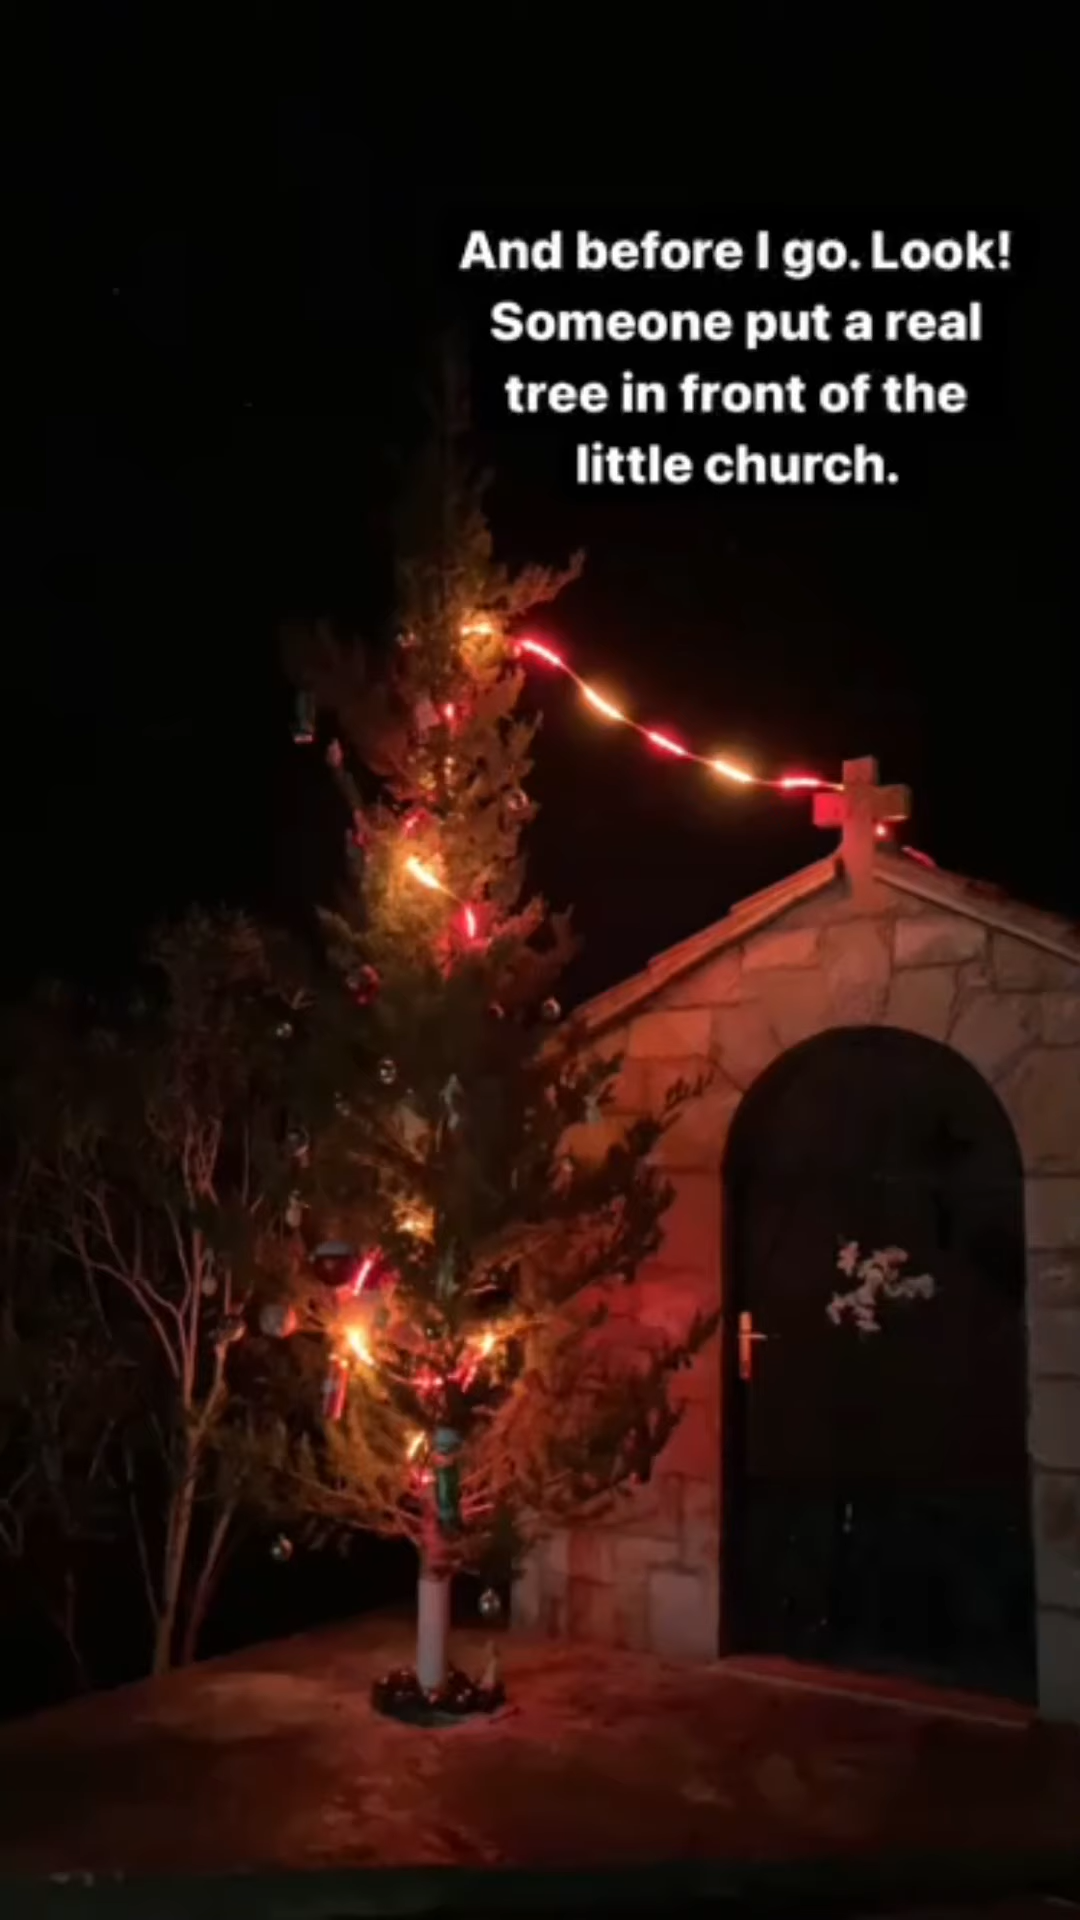 And before I go. Look!
Someone put a real
tree in front of the
little church.